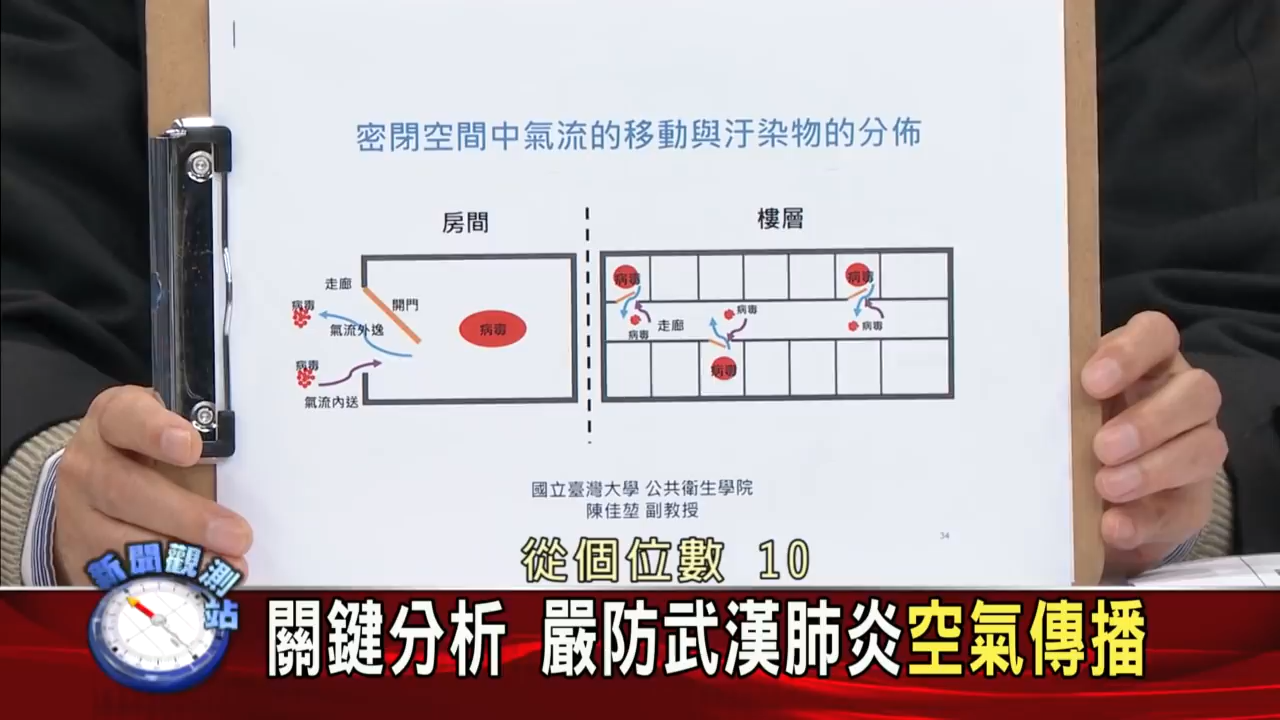 密閉空間中氣流的移動與汙染物的分佈
房間
樓層
走廊
病毒
開門
氣流外逸
病毒
病毒
氣流內送
病毒
病毒
病毒
走廊
病毒
病毒
病毒
國立臺灣大學 公共衛生學院
陳佳堃 副教授
34
從個位數 10
新聞觀測站
關鍵分析 嚴防武漢肺炎空氣傳播